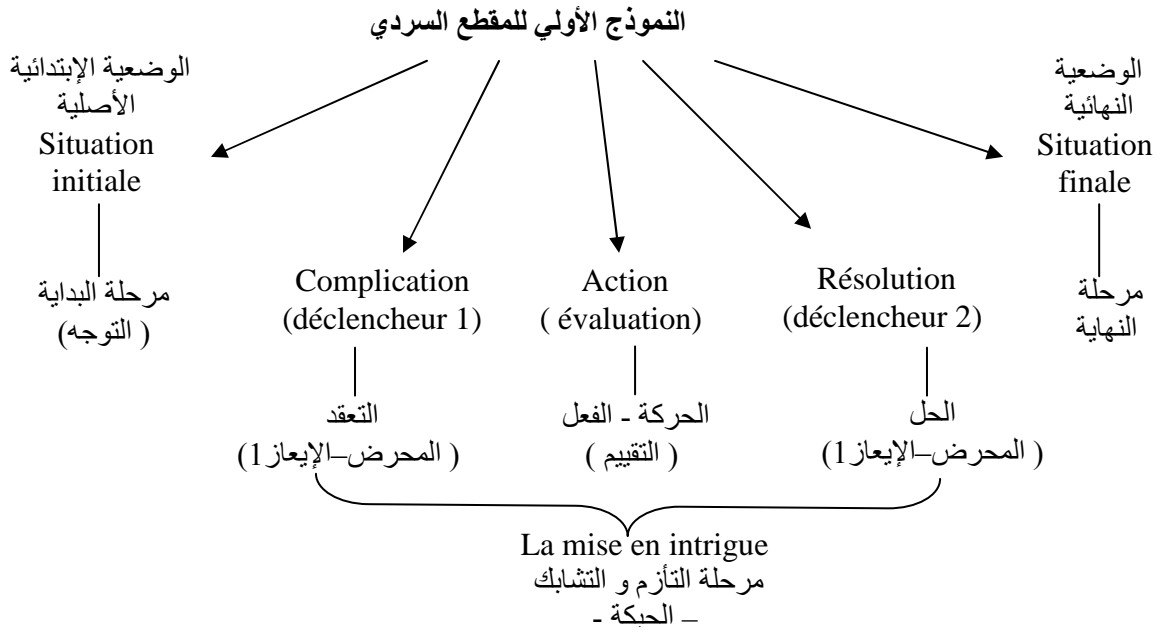 النموذج الأولي للمقطع السردي
الوضعية الإبتدائية
الأصلية
Situation
initiale
مرحلة البداية
( التوجه)
Complication
(déclencheur 1)
التعقد
( المحرض–الإيعاز1)
Action
( évaluation)
الحركة - الفعل
( التقييم )
Résolution
(déclencheur 2)
الحل
( المحرض–الإيعاز1)
الوضعية
النهائية
Situation
finale
مرحلة
النهاية
La mise en intrigue
مرحلة التأزم و التشابك
– الحبكة -